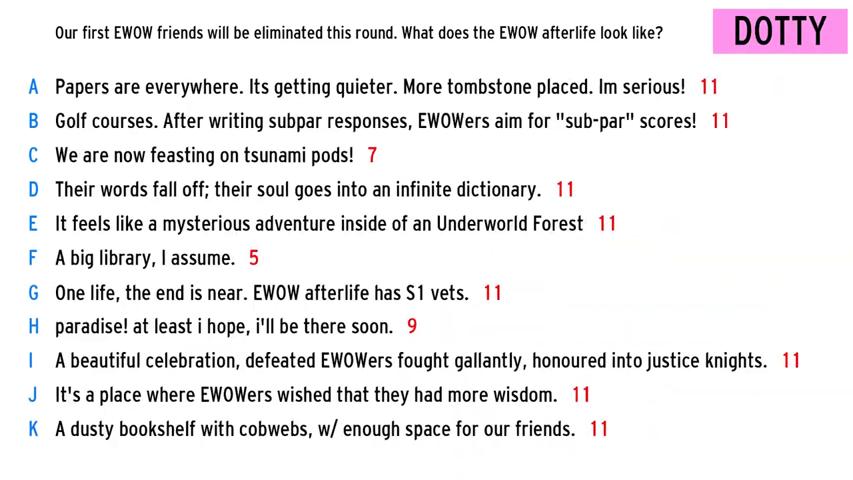 Our first EWOW friends will be eliminated this round. What does the EWOW afterlife look like?
DOTTY
A Papers are everywhere. Its getting quieter. More tombstone placed. Im serious! 11
B Golf courses. After writing subpar responses, EWOWers aim for "sub-par" scores! 11
C We are now feasting on tsunami pods! 7
D Their words fall off; their soul goes into an infinite dictionary. 11
E It feels like a mysterious adventure inside of an Underworld Forest 11
F A big library, I assume. 5
G One life, the end is near. EWOW afterlife has S1 vets. 11
H paradise! at least i hope, i'll be there soon. 9
I A beautiful celebration, defeated EWOWers fought gallantly, honoured into justice knights. 11
J It's a place where EWOWers wished that they had more wisdom. 11
K A dusty bookshelf with cobwebs, w/ enough space for our friends. 11